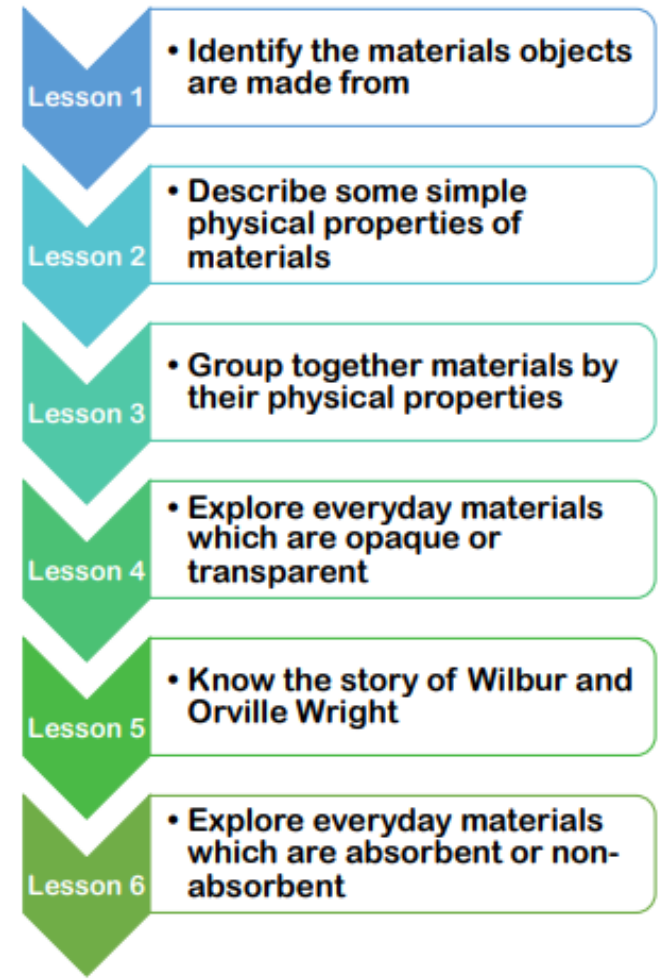 Lesson 1
• Identify the materials objects
are made from
Lesson 2
• Describe some simple
physical properties of
materials
Lesson 3
• Group together materials by
their physical properties
Lesson 4
• Explore everyday materials
which are opaque or
transparent
Lesson 5
• Know the story of Wilbur and
Orville Wright
Lesson 6
• Explore everyday materials
which are absorbent or non-
absorbent